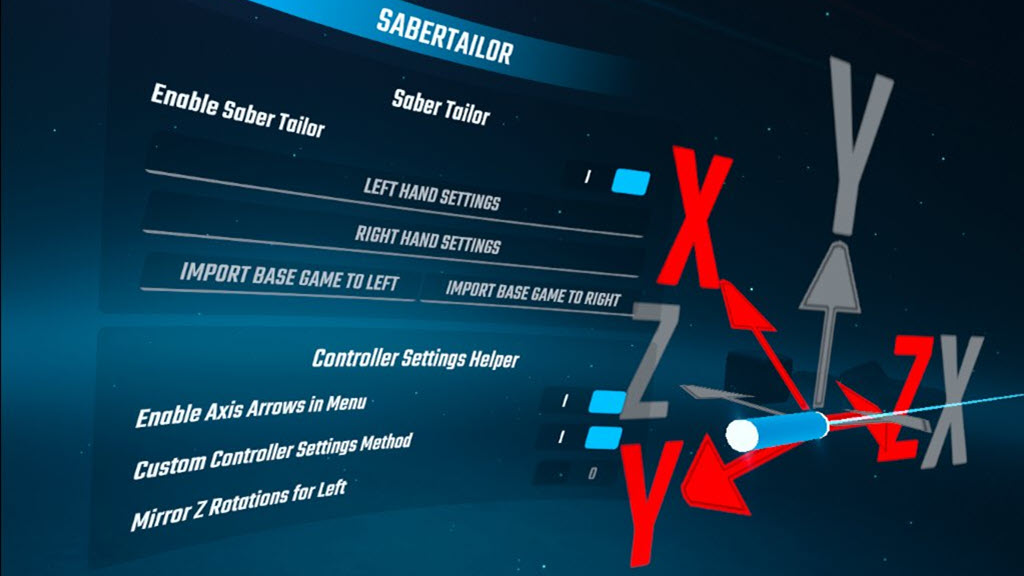 SABERTAILOR
Saber Tailor
Enable Saber Tailor
I
LEFT HAND SETTINGS
RIGHT HAND SETTINGS
IMPORT BASE GAME TO LEFT
IMPORT BASE GAME TO RIGHT
Controller Settings Helper
Enable Axis Arrows in Menu
I
Custom Controller Settings Method
I
Mirror Z Rotations for Left
0
X
Y
Z
Z
X
Y